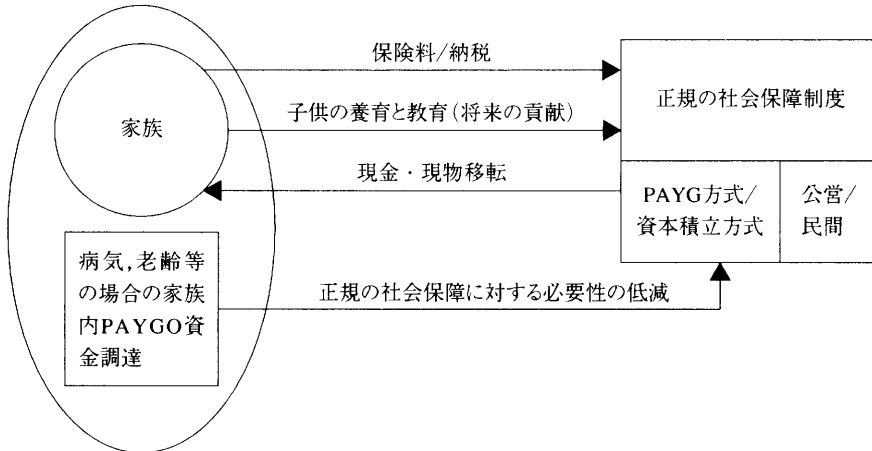 保険料/納税
家族
子供の養育と教育(将来の貢献)
現金・現物移転
正規の社会保障制度
PAYG方式/
資本積立方式
公営/
民間
病気,老齢等
の場合の家族
内PAYGO資
金調達
正規の社会保障に対する必要性の低減